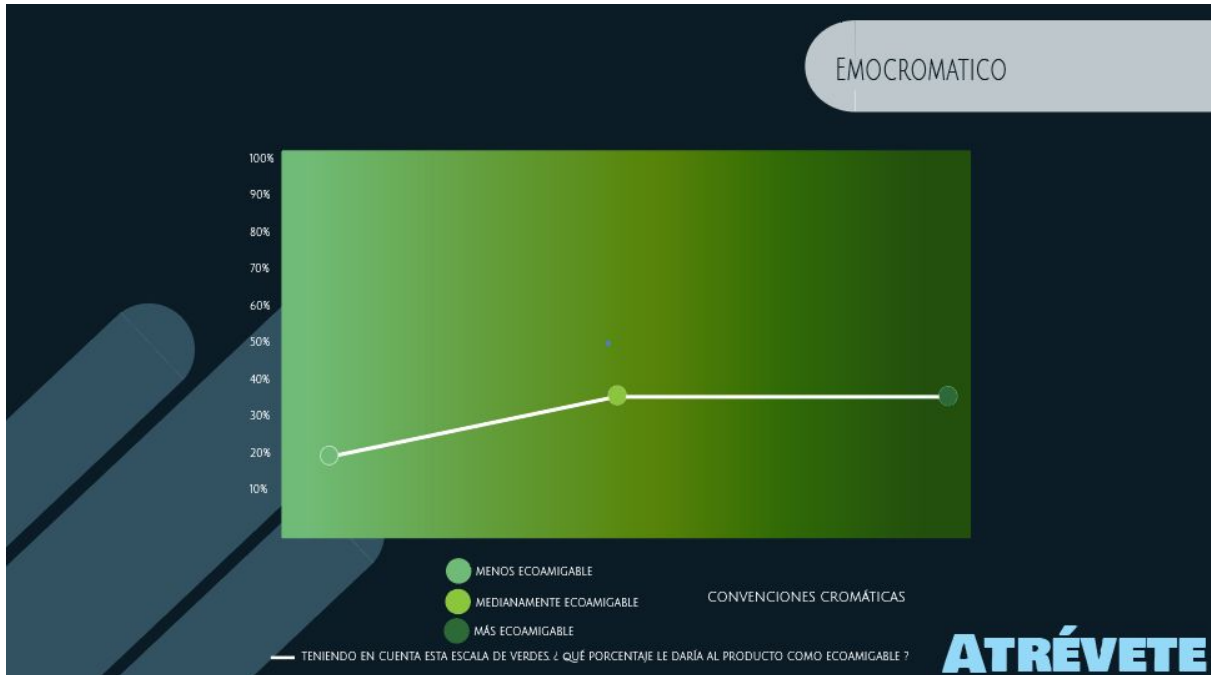 EMOCROMATICO
100%
90%
80%
70%
60%
50%
40%
30%
20%
10%
MENOS ECOAMIGABLE
MEDIANAMENTE ECOAMIGABLE
CONVENCIONES CROMÁTICAS
MÁS ECOAMIGABLE
TENIENDO EN CUENTA ESTA ESCALA DE VERDES. ¿ QUÉ PORCENTAJE LE DARÍA AL PRODUCTO COMO ECOAMIGABLE ?
ATRÉVETE